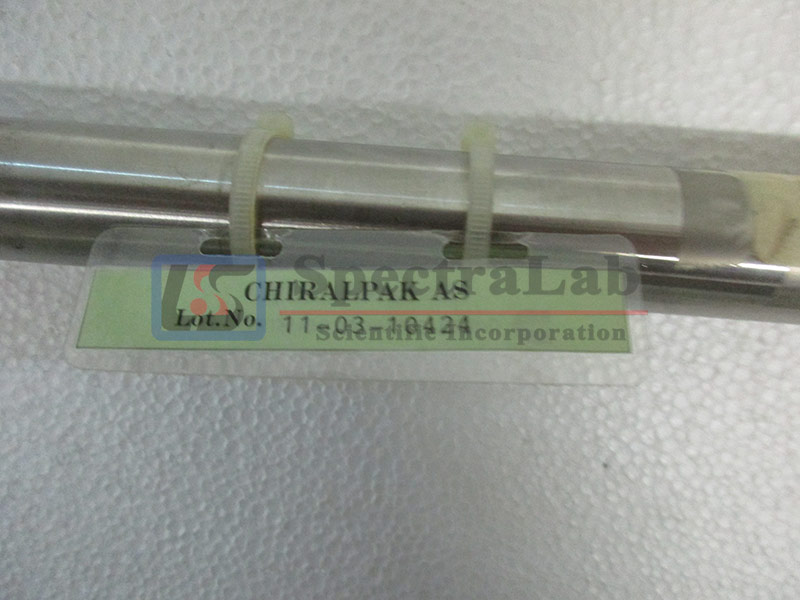 CHIRALPAK AS
Lot.No. 11-03-10424
SpectraLab
Scientific Incorporation